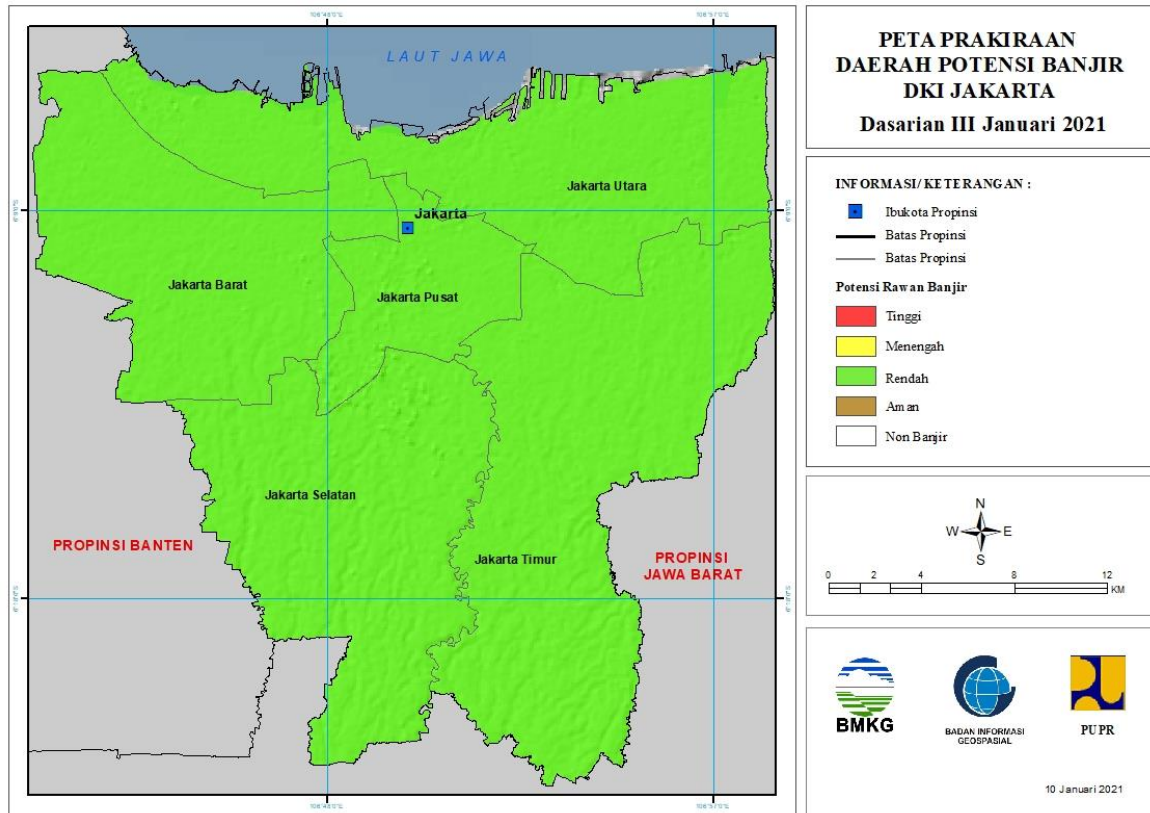 PETA PRAKIRAAN
DAERAH POTENSI BANJIR
DKI JAKARTA
Dasarian III Januari 2021
INFORMASI/ KETERANGAN :
Ibukota Propinsi
Batas Propinsi
Batas Propinsi
Potensi Rawan Banjir
Tinggi
Menengah
Rendah
Aman
Non Banjir
N
W E
S
0 2 4 8 12
KM
BMKG
BADAN INFORMASI
GEOSPASIAL
PU
PUPR
10 Januari 2021
LAUT JAWA
Jakarta Utara
Jakarta
Jakarta Barat
Jakarta Pusat
Jakarta Selatan
PROPINSI BANTEN
Jakarta Timur
PROPINSI
JAWA BARAT